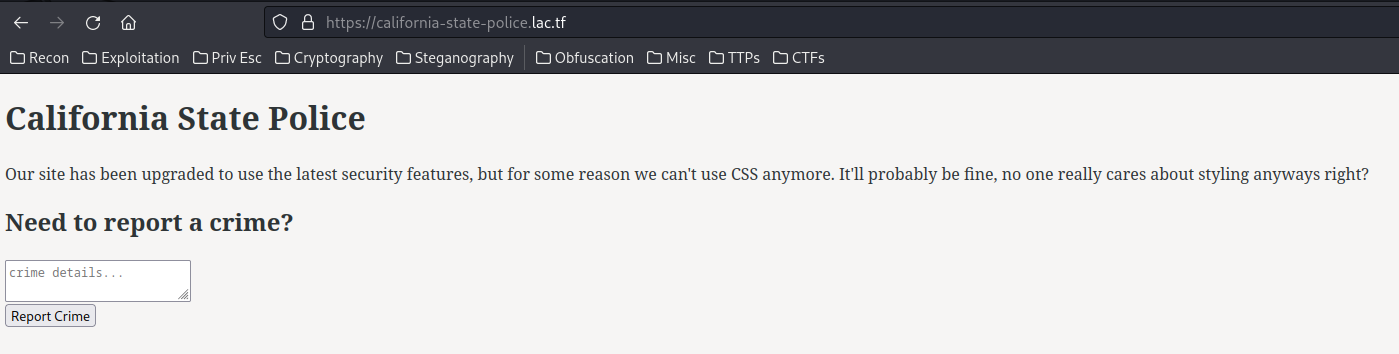 https://california-state-police.lac.tf
Recon Exploitation Priv Esc Cryptography Steganography Obfuscation Misc TTPs CTFs
California State Police
Our site has been upgraded to use the latest security features, but for some reason we can't use CSS anymore. It'll probably be fine, no one really cares about styling anyways right?
Need to report a crime?
crime details...
Report Crime